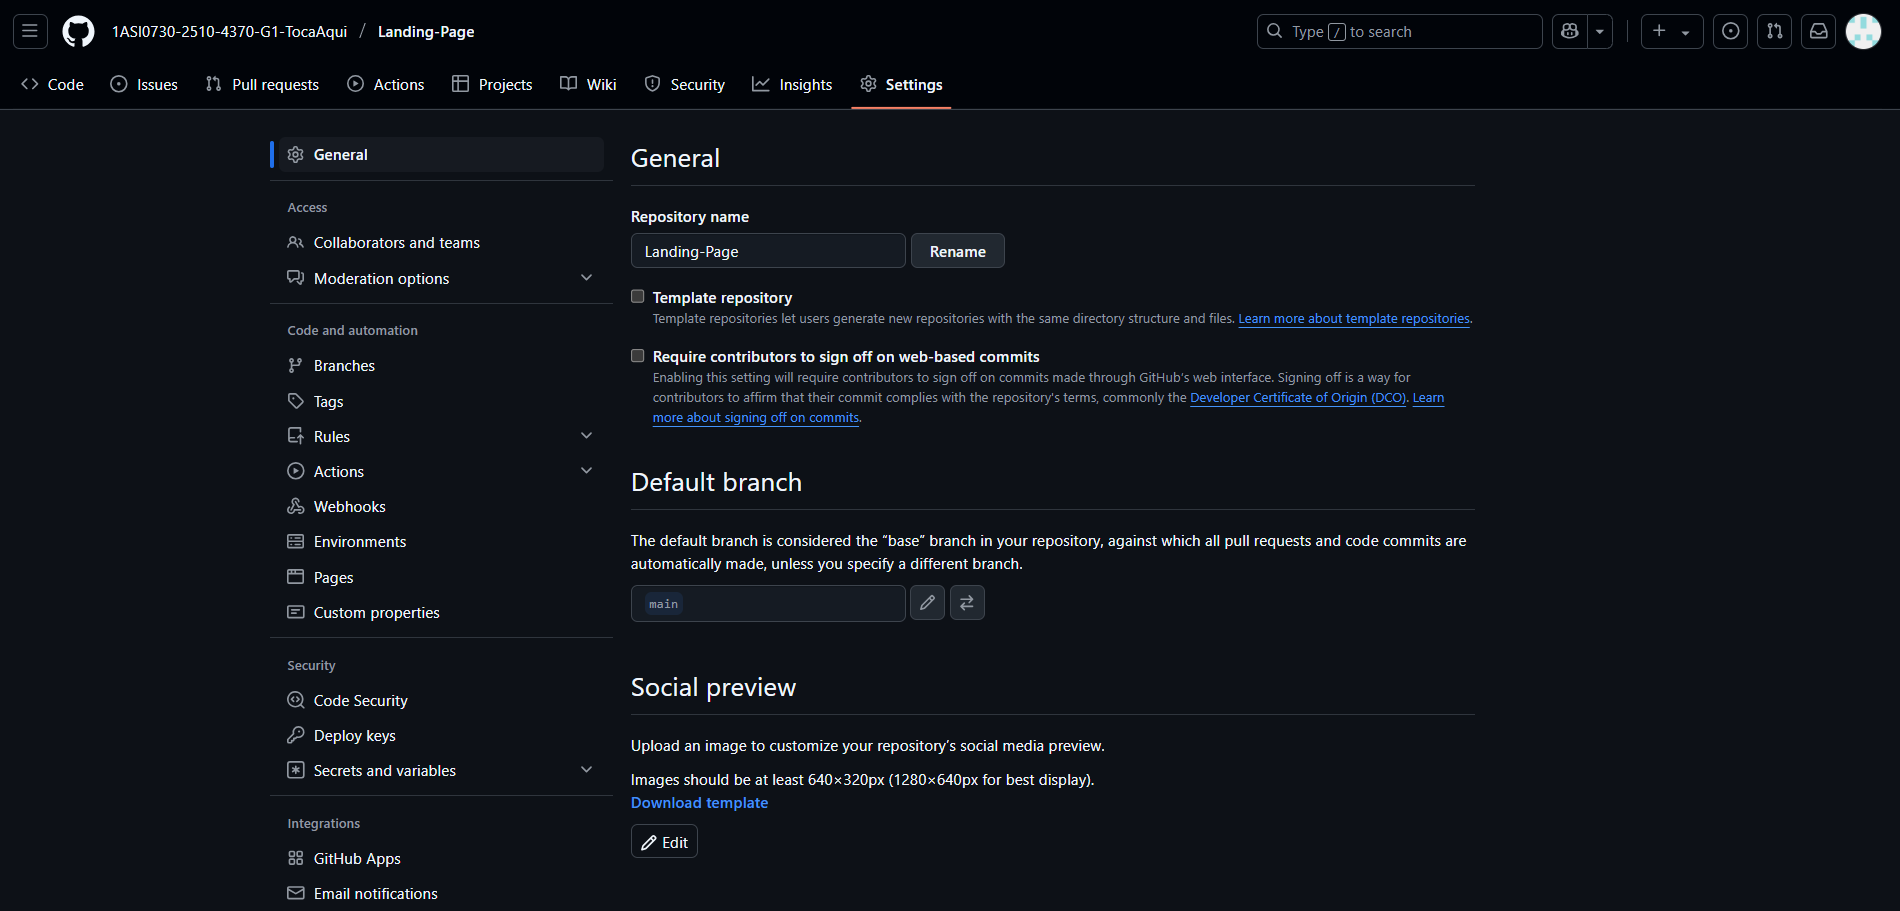 1ASI0730-2510-4370-G1-TocaAqui / Landing-Page
Type / to search
Code
Issues
Pull requests
Actions
Projects
Wiki
Security
Insights
Settings
General
Access
Collaborators and teams
Moderation options
Code and automation
Branches
Tags
Rules
Actions
Webhooks
Environments
Pages
Custom properties
Security
Code Security
Deploy keys
Secrets and variables
Integrations
GitHub Apps
Email notifications
General
Repository name
Landing-Page
Rename
Template repository
Template repositories let users generate new repositories with the same directory structure and files. Learn more about template repositories.
Require contributors to sign off on web-based commits
Enabling this setting will require contributors to sign off on commits made through GitHub's web interface. Signing off is a way for
contributors to affirm that their commit complies with the repository's terms, commonly the Developer Certificate of Origin (DCO). Learn
more about signing off on commits.
Default branch
The default branch is considered the “base” branch in your repository, against which all pull requests and code commits are
automatically made, unless you specify a different branch.
main
Social preview
Upload an image to customize your repository's social media preview.
Images should be at least 640×320px (1280×640px for best display).
Download template
Edit